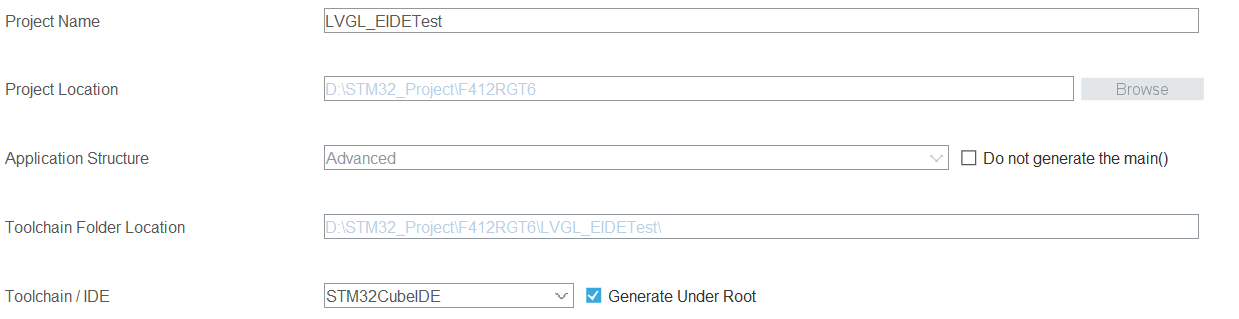 Project Name LVGL_EIDETest
Project Location D:\STM32_Project\F412RGT6 Browse
Application Structure Advanced Do not generate the main()
Toolchain Folder Location D:\STM32_Project\F412RGT6\LVGL_EIDETest\
Toolchain / IDE STM32CubeIDE Generate Under Root